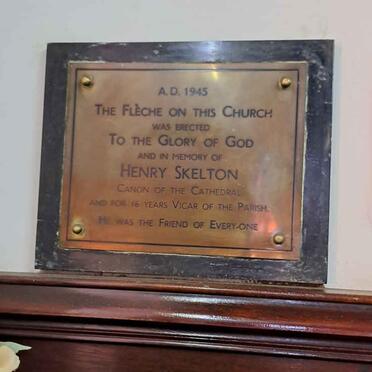 A.D. 1945
The Flèche on this Church
was erected
To the Glory of God
and in memory of
Henry Skelton
Canon of the Cathedral
and for 16 years Vicar of the Parish.
He was the Friend of Every-one